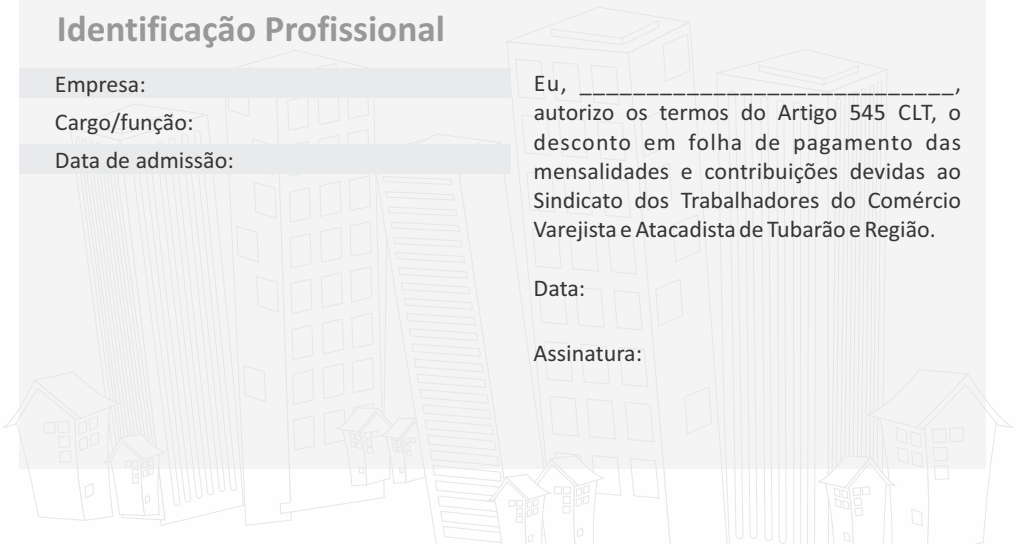 Identificação Profissional
Empresa:
Cargo/função:
Data de admissão:
Eu, ______________________________,
autorizo os termos do Artigo 545 CLT, o
desconto em folha de pagamento das
mensalidades e contribuições devidas ao
Sindicato dos Trabalhadores do Comércio
Varejista e Atacadista de Tubarão e Região.
Data:
Assinatura: